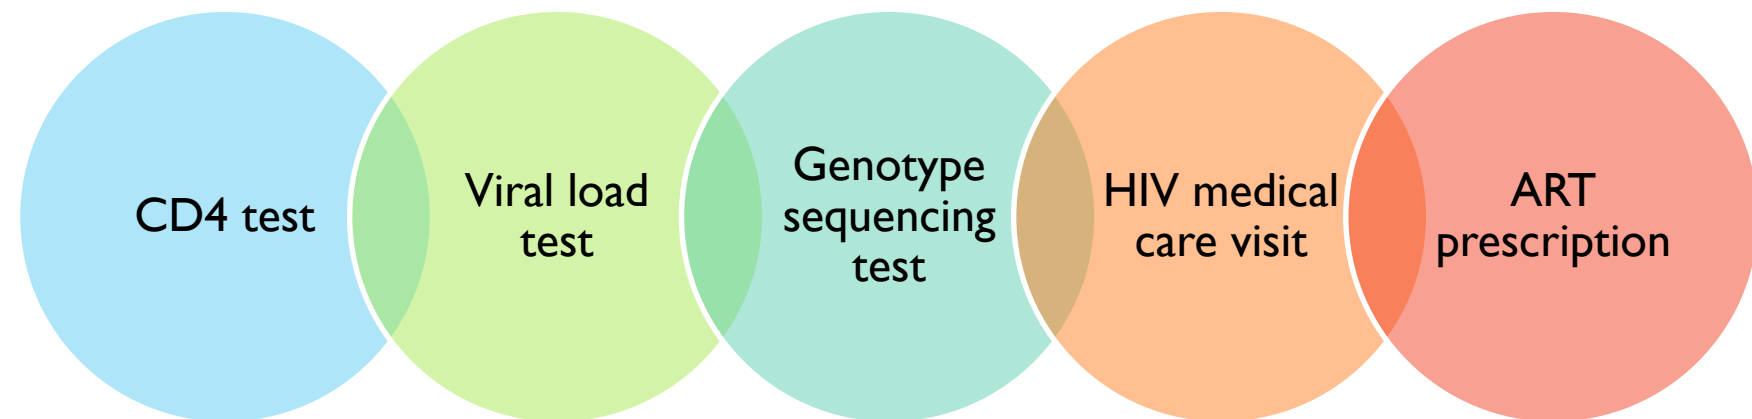 CD4 test
Viral load
test
Genotype
sequencing
test
HIV medical
care visit
ART
prescription